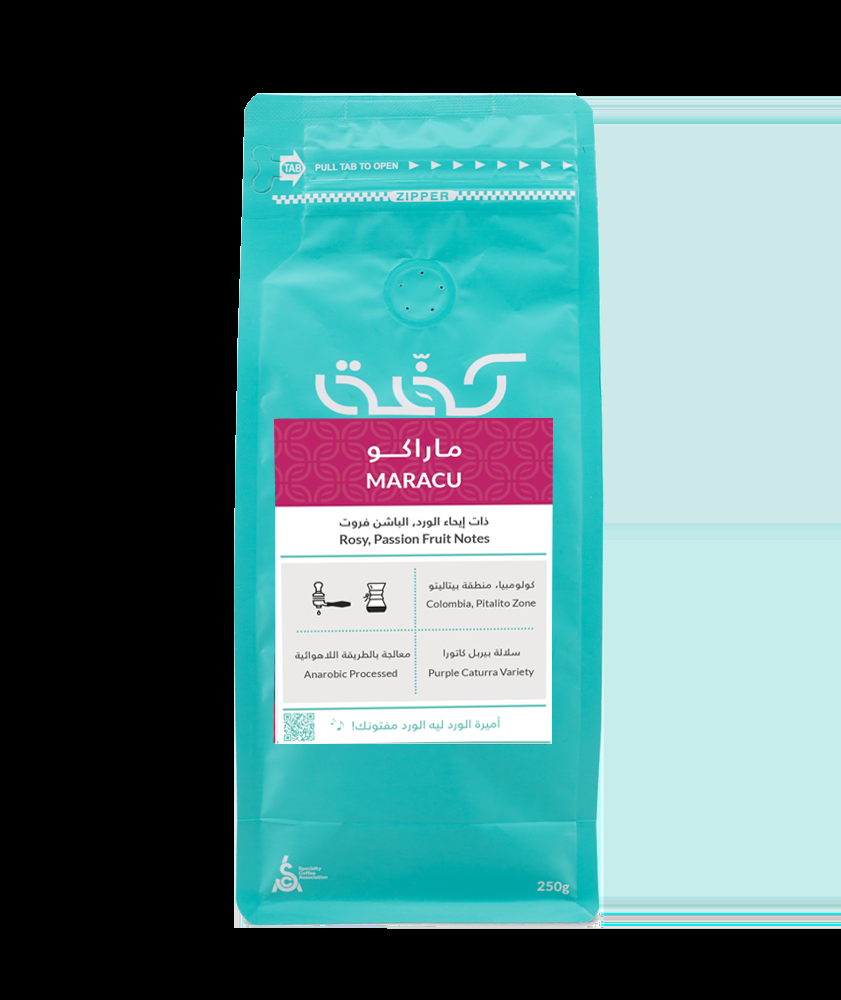 TAB PULL TAB TO OPEN
ZIPPER
كفّة
ماراكو
MARACU
ذات إيحاء الورد, الباشن فروت
Rosy, Passion Fruit Notes
كولومبيا، منطقة بيتاليتو
Colombia, Pitalito Zone
معالجة بالطريقة اللاهوائية
Anarobic Processed
سلالة بيربل كاتورا
Purple Caturra Variety
أميرة الورد ليه الورد مفتونك!
Specialty
Coffee
Association
250g